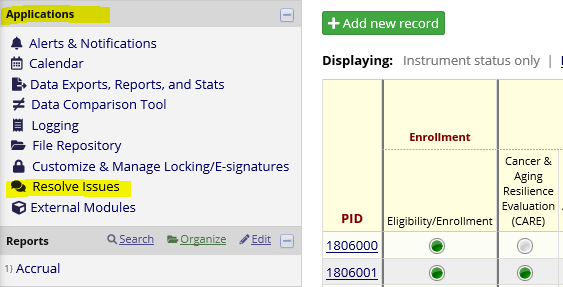 Applications
Alerts & Notifications
Calendar
Data Exports, Reports, and Stats
Data Comparison Tool
Logging
File Repository
Customize & Manage Locking/E-signatures
Resolve Issues
External Modules
Reports Search Organize Edit
1) Accrual
Add new record
Displaying: Instrument status only |
Enrollment
PID
Eligibility/Enrollment
Cancer &
Aging
Resilience
Evaluation
(CARE)
1806000
1806001